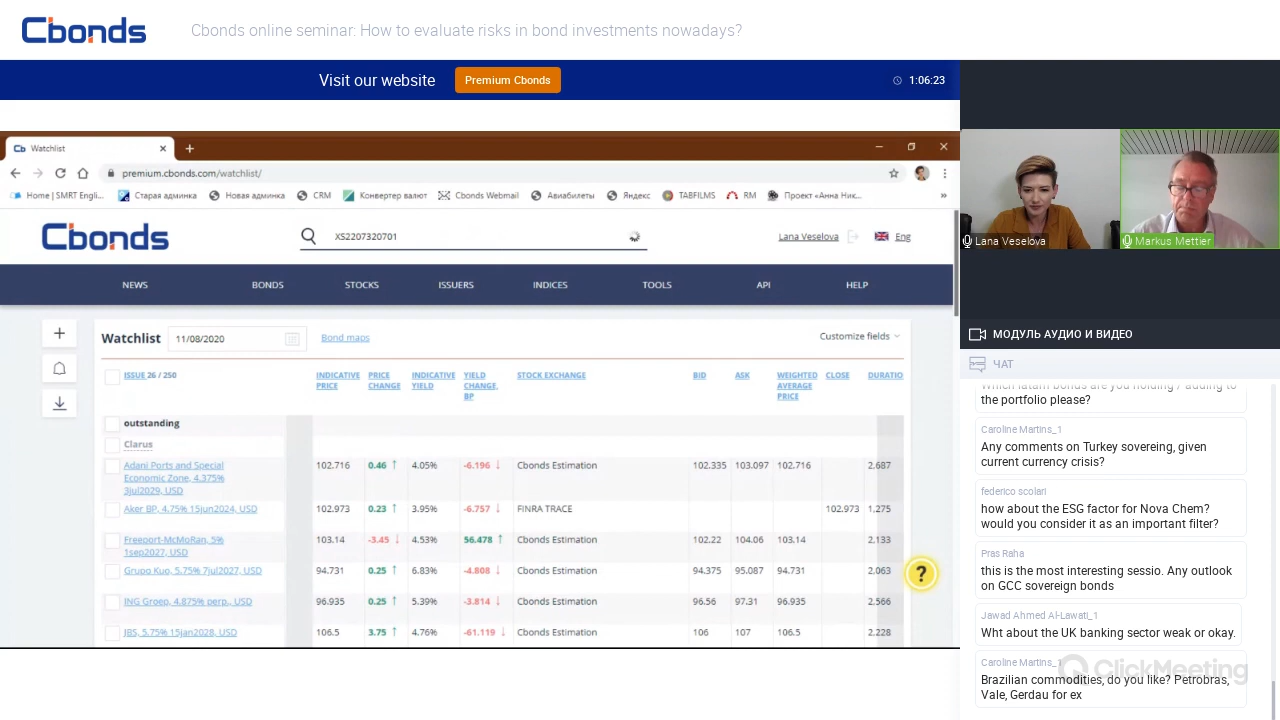 Cbonds
Cbonds online seminar: How to evaluate risks in bond investments nowadays?
Visit our website
Premium Cbonds
1:06:23
Cb Watchlist
premium.cbonds.com/watchlist/
Home | SMRT Engli...
Старая админка
Новая админка
CRM
Конвертер валют
Cbonds Webmail
Авиабилеты
Яндекс
TABFILMS
RM
Проект «Анна Ник...
»
Cbonds
XS2207320701
Lana Veselova
Eng
NEWS
BONDS
STOCKS
ISSUERS
INDICES
TOOLS
API
HELP
Watchlist
11/08/2020
Bond maps
Customize fields
ISSUE 26 / 250
INDICATIVE PRICE
PRICE CHANGE
INDICATIVE YIELD
YIELD CHANGE, BP
STOCK EXCHANGE
BID
ASK
WEIGHTED AVERAGE PRICE
CLOSE
DURATIO
outstanding
Clarus
Adani Ports and Special
Economic Zone, 4.375%
3jul2029, USD
102.716 0.46 ↑ 4.05% -6.196 ↓ Cbonds Estimation 102.335 103.097 102.716 2.687
Aker BP, 4.75% 15jun2024, USD 102.973 0.23 ↑ 3.95% -6.757 ↓ FINRA TRACE 102.973 1.275
Freeport-McMoRan, 5%
1sep2027, USD
103.14 -3.45 ↓ 4.53% 56.478 ↑ Cbonds Estimation 102.22 104.06 103.14 2.133
Grupo Kuo, 5.75% 7jul2027, USD 94.731 0.25 ↑ 6.83% -4.808 ↓ Cbonds Estimation 94.375 95.087 94.731 2.063
ING Groep, 4.875% perp., USD 96.935 0.25 ↑ 5.39% -3.814 ↓ Cbonds Estimation 96.56 97.31 96.935 2.566
JBS, 5.75% 15jan2028, USD 106.5 3.75 ↑ 4.76% -61.119 ↓ Cbonds Estimation 106 107 106.5 2.228
?
Lana Veselova
Markus Mettier
МОДУЛЬ АУДИО И ВИДЕО
ЧАТ
Which latam bonds are you holding / adding to
the portfolio please?
Caroline Martins_1
Any comments on Turkey sovereing, given
current currency crisis?
federico scolari
how about the ESG factor for Nova Chem?
would you consider it as an important filter?
Pras Raha
this is the most interesting sessio. Any outlook
on GCC sovereign bonds
Jawad Ahmed Al-Lawati_1
Wht about the UK banking sector weak or okay.
Caroline Martins_1
Brazilian commodities, do you like? Petrobras,
Vale, Gerdau for ex
ClickMeeting